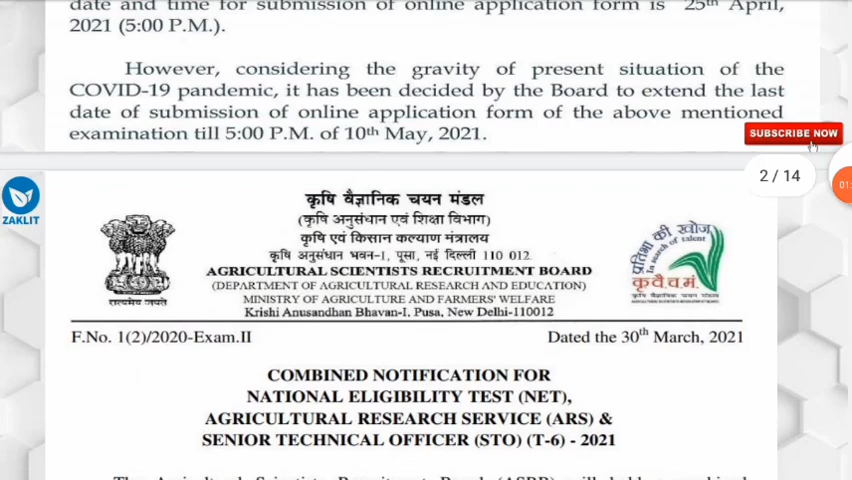 date and time for submission of online application form is 25th April,
2021 (5:00 P.M.).
However, considering the gravity of present situation of the
COVID-19 pandemic, it has been decided by the Board to extend the last
date of submission of online application form of the above mentioned
examination till 5:00 P.M. of 10th May, 2021.
SUBSCRIBE NOW
2 / 14
ZAKLIT
कृषि वैज्ञानिक चयन मंडल
(कृषि अनुसंधान एवं शिक्षा विभाग)
कृषि एवं किसान कल्याण मंत्रालय
कृषि अनुसंधान भवन-I, पूसा, नई दिल्ली 110 012
AGRICULTURAL SCIENTISTS RECRUITMENT BOARD
(DEPARTMENT OF AGRICULTURAL RESEARCH AND EDUCATION)
MINISTRY OF AGRICULTURE AND FARMERS' WELFARE
Krishi Anusandhan Bhavan-I, Pusa, New Delhi-110012
सत्यमेव जयते
प्रतिभा की खोज
In search of talent
कृ.वै.च.मं.
F.No. 1(2)/2020-Exam.II
Dated the 30th March, 2021
COMBINED NOTIFICATION FOR
NATIONAL ELIGIBILITY TEST (NET),
AGRICULTURAL RESEARCH SERVICE (ARS) &
SENIOR TECHNICAL OFFICER (STO) (T-6) - 2021